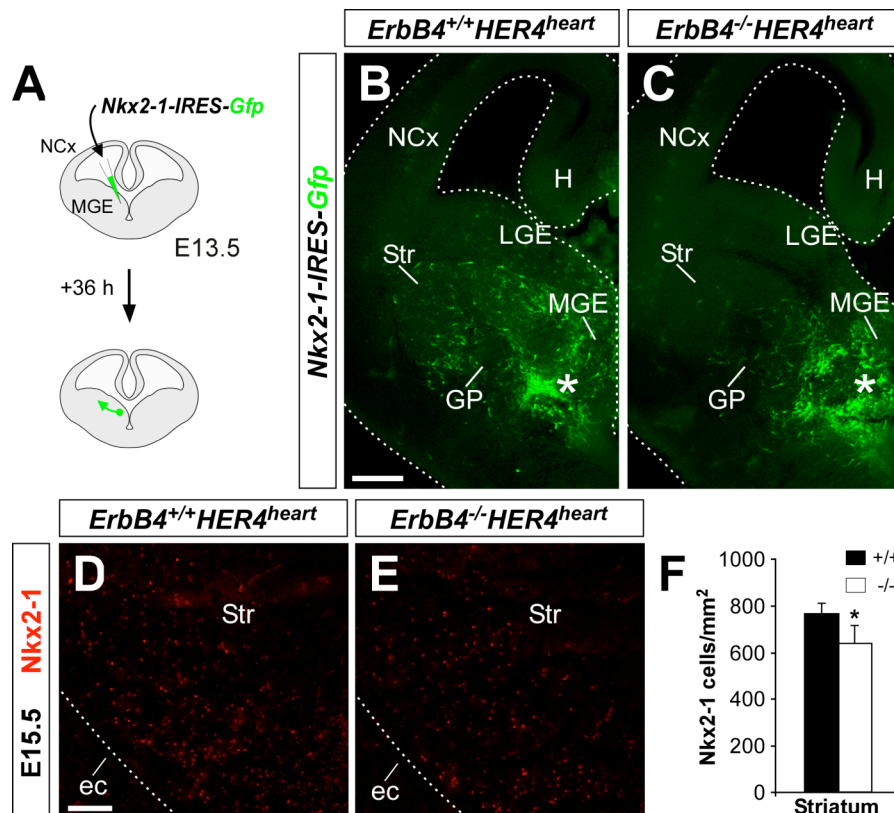 ErbB4+/+HER4heart
ErbB4-/-HER4heart
A
Nkx2-1-IRES-Gfp
NCx
MGE
E13.5
+36 h
Nkx2-1-IRES-Gfp
B
NCx
H
LGE
Str
MGE
GP
*
C
NCx
H
LGE
Str
MGE
GP
*
ErbB4+/+HER4heart
ErbB4-/-HER4heart
E15.5 Nkx2-1
D
Str
ec
E
Str
ec
F
+/+
-/-
Nkx2-1 cells/mm2
1000
800
600
400
200
0
*
Striatum